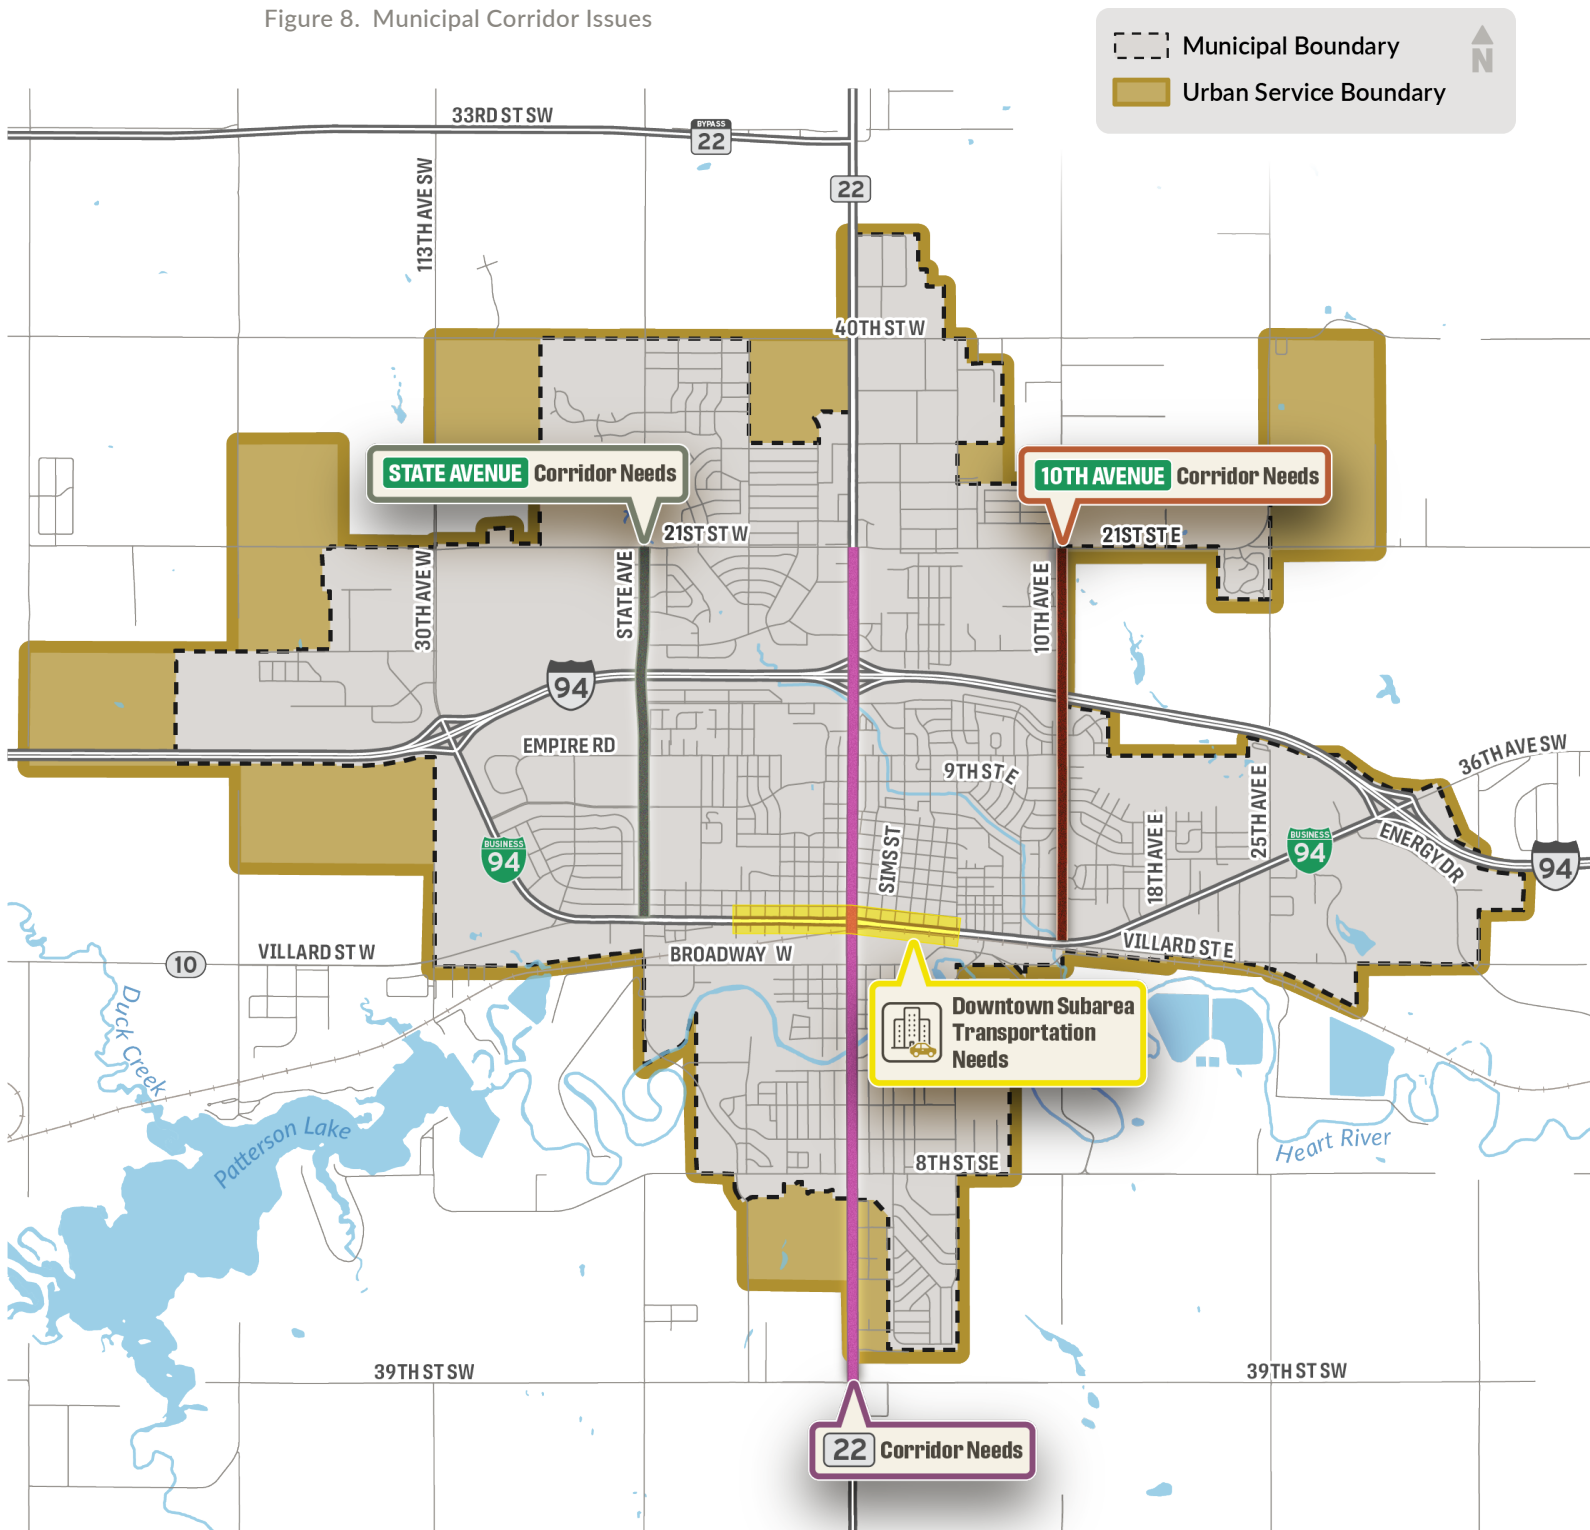 Figure 8.  Municipal Corridor Issues
Municipal Boundary
N
Urban Service Boundary
33RD ST SW
BYPASS
22
22
113TH AVE SW
40TH ST W
STATE AVENUE Corridor Needs
10TH AVENUE Corridor Needs
21ST ST W
21ST ST E
30TH AVE W
STATE AVE
10TH AVE E
94
EMPIRE RD
9TH ST E
36TH AVE SW
25TH AVE E
18TH AVE E
SIMS ST
BUSINESS
94
BUSINESS
94
ENERGY DR
94
10
VILLARD ST W
BROADWAY W
VILLARD ST E
Duck Creek
Downtown Subarea
Transportation
Needs
Patterson Lake
Heart River
8TH ST SE
39TH ST SW
39TH ST SW
22 Corridor Needs